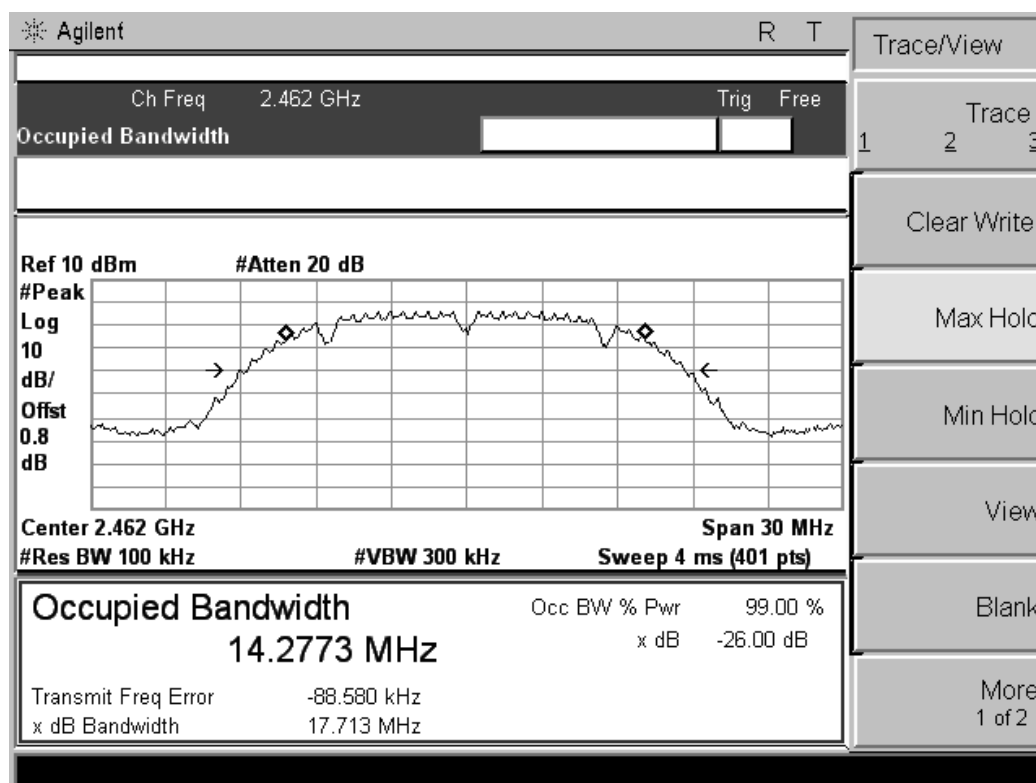 Agilent R T
Trace/View
Ch Freq 2.462 GHz Trig Free
Occupied Bandwidth
Trace
1 2 3
Clear Write
Max Hold
Min Hold
View
Blank
More
1 of 2
Ref 10 dBm #Atten 20 dB
#Peak
Log
10
dB/
Offst
0.8
dB
Center 2.462 GHz Span 30 MHz
#Res BW 100 kHz #VBW 300 kHz Sweep 4 ms (401 pts)
Occupied Bandwidth Occ BW % Pwr 99.00 %
14.2773 MHz x dB -26.00 dB
Transmit Freq Error -88.580 kHz
x dB Bandwidth 17.713 MHz